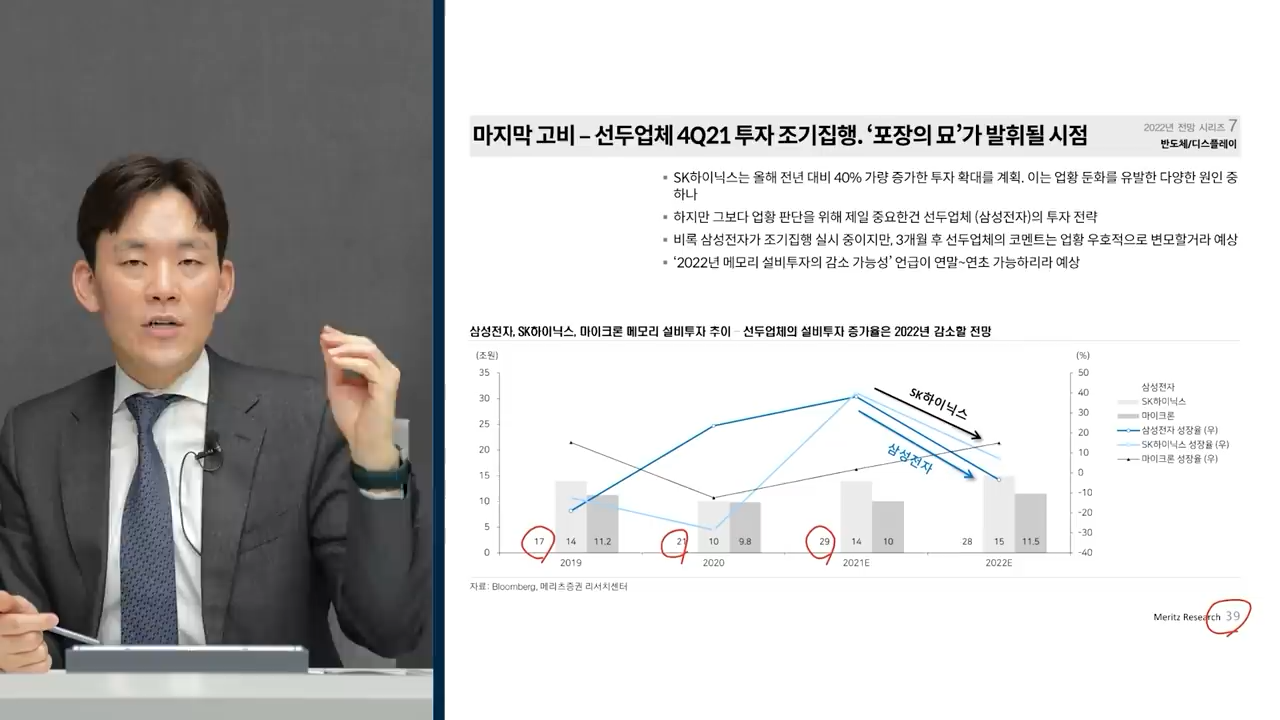 마지막 고비 – 선두업체 4Q21 투자 조기집행. ‘포장의 묘’가 발휘될 시점
2022년 전망 시리즈 7
반도체/디스플레이
▪ SK하이닉스는 올해 전년 대비 40% 가량 증가한 투자 확대를 계획. 이는 업황 둔화를 유발한 다양한 원인 중
하나
▪ 하지만 그보다 업황 판단을 위해 제일 중요한건 선두업체 (삼성전자)의 투자 전략
▪ 비록 삼성전자가 조기집행 실시 중이지만, 3개월 후 선두업체의 코멘트는 업황 우호적으로 변모할거라 예상
▪ ‘2022년 메모리 설비투자의 감소 가능성’ 언급이 연말~연초 가능하리라 예상
삼성전자, SK하이닉스, 마이크론 메모리 설비투자 추이 – 선두업체의 설비투자 증가율은 2022년 감소할 전망
(조원)
(%)
35
30
25
20
15
10
5
0
50
40
30
20
10
0
-10
-20
-30
-40
SK하이닉스
삼성전자
17 14 11.2
21 10 9.8
29 14 10
28 15 11.5
2019 2020 2021E 2022E
삼성전자
SK하이닉스
마이크론
삼성전자 성장율 (우)
SK하이닉스 성장율 (우)
마이크론 성장율 (우)
자료: Bloomberg, 메리츠증권 리서치센터
Meritz Research 39